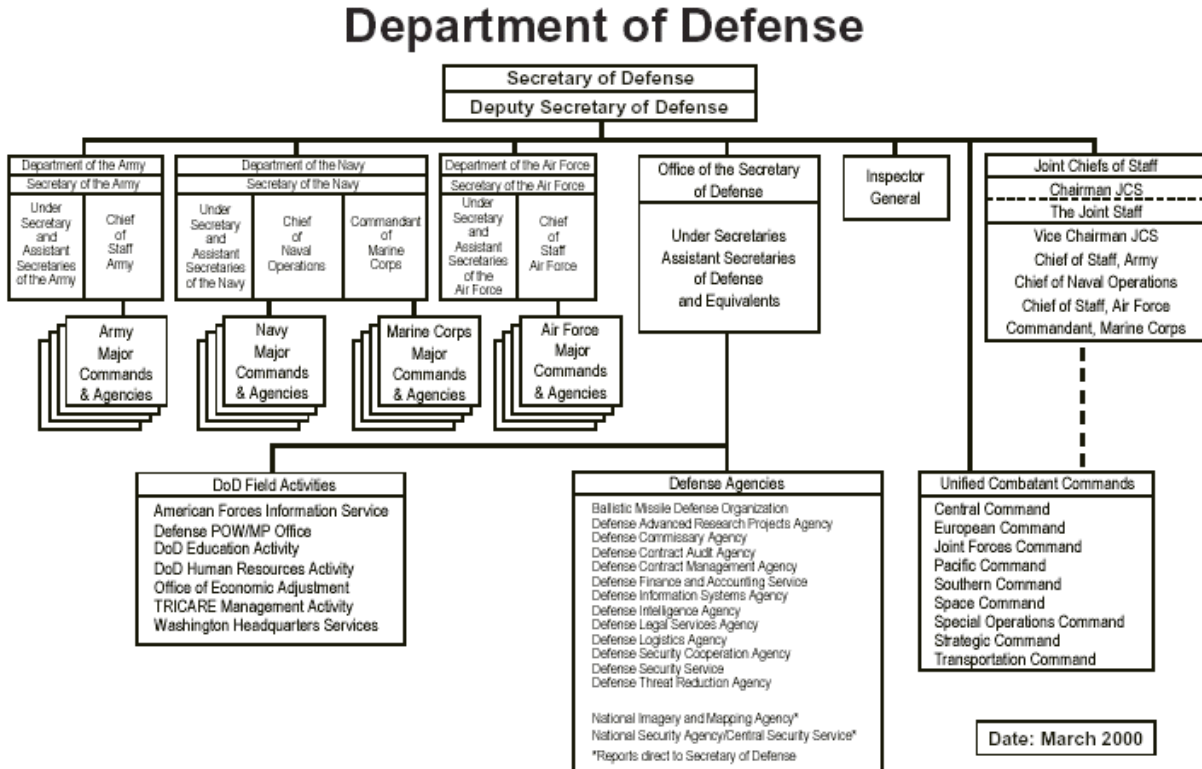 Department of Defense
Secretary of Defense
Deputy Secretary of Defense
Department of the Army
Secretary of the Army
Under
Secretary
and
Assistant
Secretaries
of the Army
Chief
of
Staff
Army
Department of the Navy
Secretary of the Navy
Under
Secretary
and
Assistant
Secretaries
of the Navy
Chief
of
Naval
Operations
Commandant
of
Marine
Corps
Department of the Air Force
Secretary of the Air Force
Under
Secretary
and
Assistant
Secretaries
of the
Air Force
Chief
of
Staff
Air Force
Office of the Secretary
of Defense
Under Secretaries
Assistant Secretaries
of Defense
and Equivalents
Inspector
General
Joint Chiefs of Staff
Chairman JCS
The Joint Staff
Vice Chairman JCS
Chief of Staff, Army
Chief of Naval Operations
Chief of Staff, Air Force
Commandant, Marine Corps
Army
Major
Commands
& Agencies
Navy
Major
Commands
& Agencies
Marine Corps
Major
Commands
& Agencies
Air Force
Major
Commands
& Agencies
DoD Field Activities
American Forces Information Service
Defense POW/MP Office
DoD Education Activity
DoD Human Resources Activity
Office of Economic Adjustment
TRICARE Management Activity
Washington Headquarters Services
Defense Agencies
Ballistic Missile Defense Organization
Defense Advanced Research Projects Agency
Defense Commissary Agency
Defense Contract Audit Agency
Defense Contract Management Agency
Defense Finance and Accounting Service
Defense Information Systems Agency
Defense Intelligence Agency
Defense Legal Services Agency
Defense Logistics Agency
Defense Security Cooperation Agency
Defense Security Service
Defense Threat Reduction Agency
National Imagery and Mapping Agency*
National Security Agency/Central Security Service*
*Reports direct to Secretary of Defense
Unified Combatant Commands
Central Command
European Command
Joint Forces Command
Pacific Command
Southern Command
Space Command
Special Operations Command
Strategic Command
Transportation Command
Date: March 2000